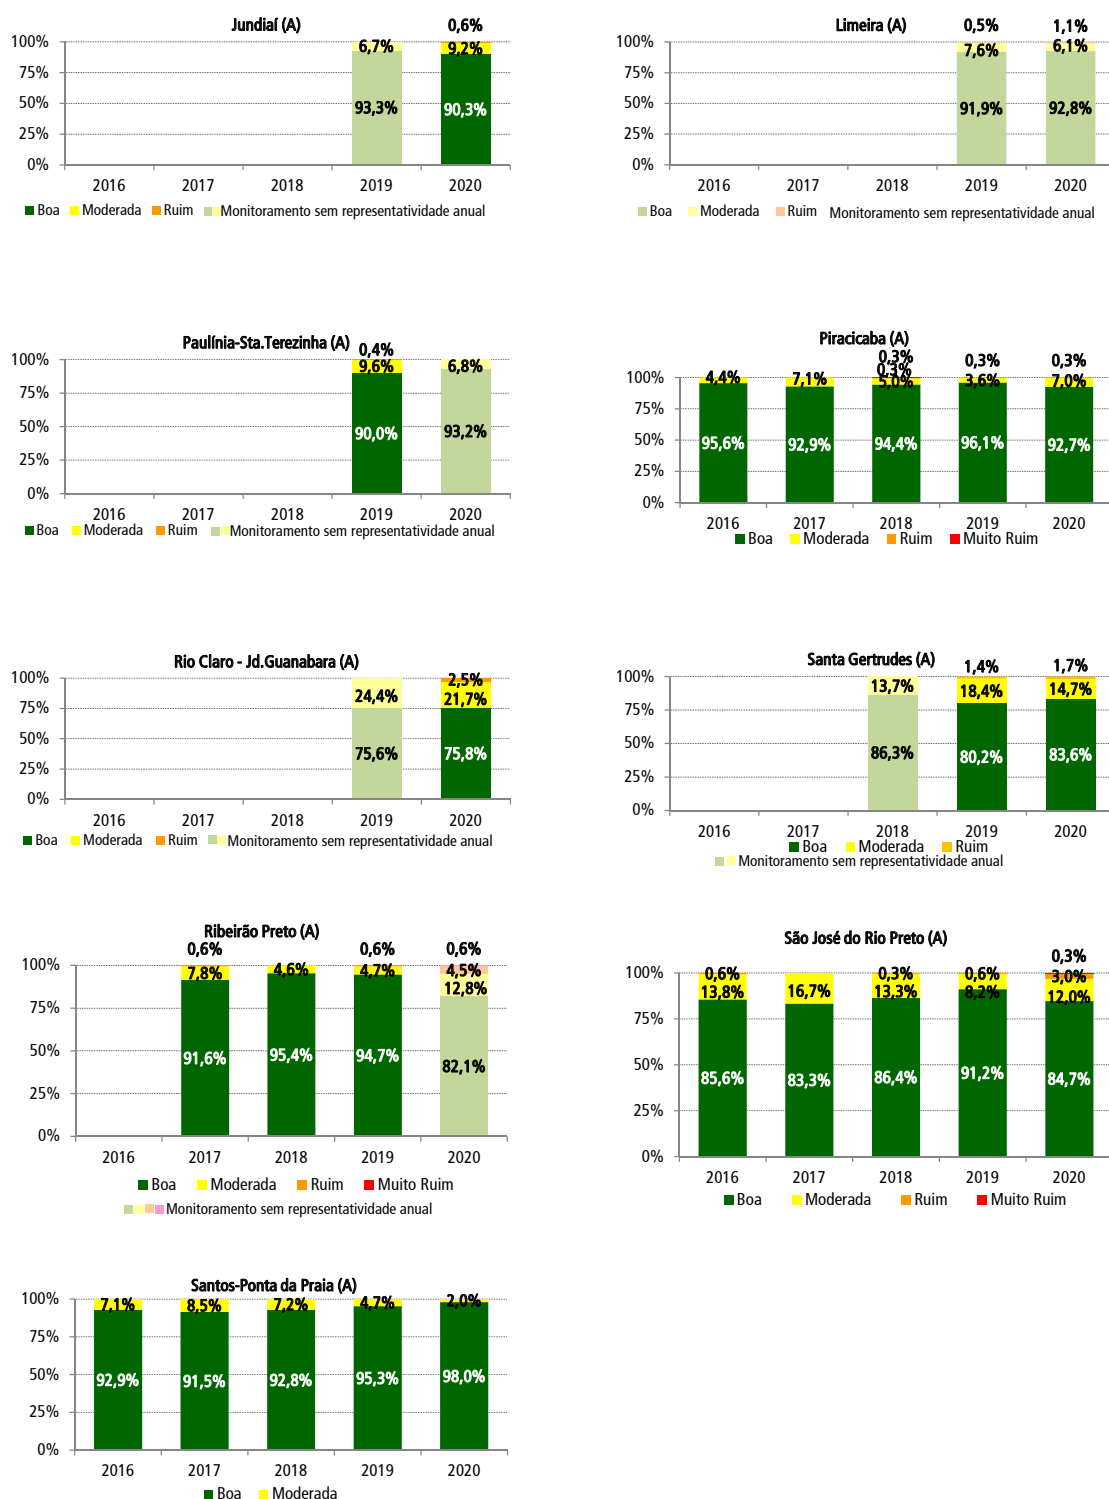 Jundiaí (A)
0,6%
100%
75%
50%
25%
0%
6,7%
9,2%
93,3%
90,3%
2016 2017 2018 2019 2020
Boa Moderada Ruim Monitoramento sem representatividade anual
Limeira (A)
0,5% 1,1%
100%
75%
50%
25%
0%
7,6% 6,1%
91,9% 92,8%
2016 2017 2018 2019 2020
Boa Moderada Ruim Monitoramento sem representatividade anual
Paulínia-Sta.Terezinha (A)
0,4%
100%
75%
50%
25%
0%
9,6% 6,8%
90,0% 93,2%
2016 2017 2018 2019 2020
Boa Moderada Ruim Monitoramento sem representatividade anual
Piracicaba (A)
0,3% 0,3% 0,3%
0,3%
100%
75%
50%
25%
0%
4,4% 7,1% 5,0% 3,6% 7,0%
95,6% 92,9% 94,4% 96,1% 92,7%
2016 2017 2018 2019 2020
Boa Moderada Ruim Muito Ruim
Rio Claro - Jd.Guanabara (A)
100%
75%
50%
25%
0%
2,5%
24,4% 21,7%
75,6% 75,8%
2016 2017 2018 2019 2020
Boa Moderada Ruim Monitoramento sem representatividade anual
Santa Gertrudes (A)
1,4% 1,7%
100%
75%
50%
25%
0%
13,7% 18,4% 14,7%
86,3% 80,2% 83,6%
2016 2017 2018 2019 2020
Boa Moderada Ruim
Monitoramento sem representatividade anual
Ribeirão Preto (A)
0,6% 0,6% 0,6%
100%
75%
50%
25%
0%
7,8% 4,6% 4,7% 4,5%
12,8%
91,6% 95,4% 94,7% 82,1%
2016 2017 2018 2019 2020
Boa Moderada Ruim Muito Ruim
Monitoramento sem representatividade anual
São José do Rio Preto (A)
0,3%
100%
75%
50%
25%
0%
0,6% 0,3% 0,6% 3,0%
13,8% 16,7% 13,3% 8,2% 12,0%
85,6% 83,3% 86,4% 91,2% 84,7%
2016 2017 2018 2019 2020
Boa Moderada Ruim Muito Ruim
Santos-Ponta da Praia (A)
100%
75%
50%
25%
0%
7,1% 8,5% 7,2% 4,7% 2,0%
92,9% 91,5% 92,8% 95,3% 98,0%
2016 2017 2018 2019 2020
Boa Moderada